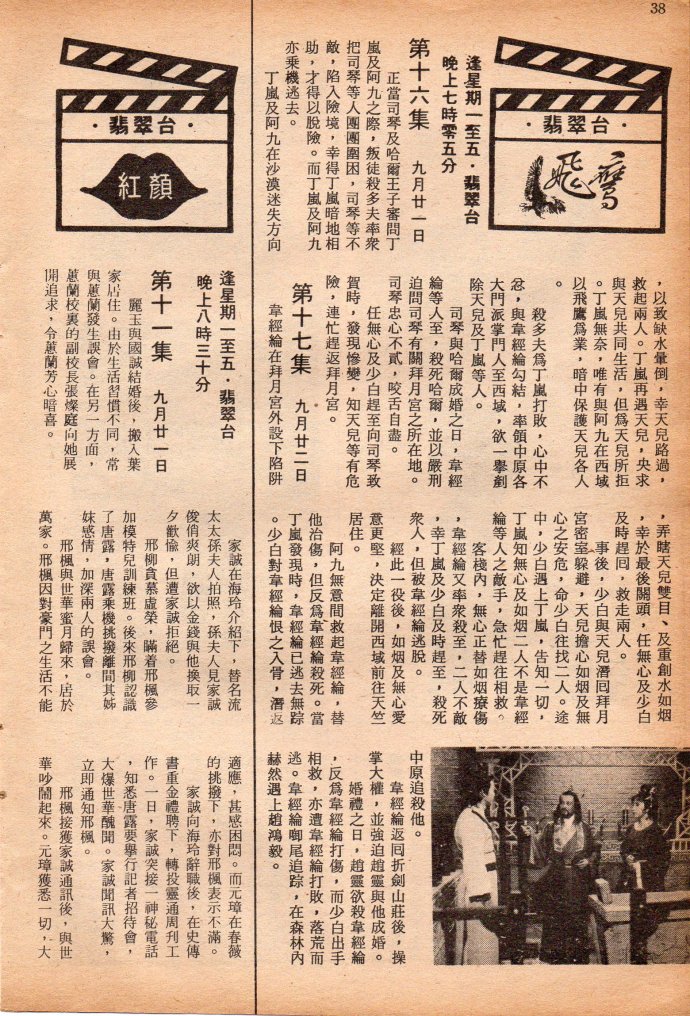 38
·翡翠台·
飛鷹
逢星期一至五·翡翠台
晚上七時零五分
第十六集　九月廿一日
正當司琴及哈爾王子審問丁
嵐及阿九之際，叛徒殺多夫率衆
把司琴等人團團圍困，司琴等不
敵，陷入險境，幸得丁嵐暗地相
助，才得以脫險。而丁嵐及阿九
亦乘機逃去。
丁嵐及阿九在沙漠迷失方向
，以致缺水暈倒，幸天兒路過，
救起兩人。丁嵐再遇天兒，央求
與天兒共同生活，但爲天兒所拒
。丁嵐無奈，唯有與阿九在西域
以飛鷹爲業，暗中保護天兒各人
。
殺多夫爲丁嵐打敗，心中不
忿，與韋經綸勾結，率領中原各
大門派掌門人至西域，欲一擧剷
除天兒及丁嵐等人。
司琴與哈爾成婚之日，韋經
綸等人至，殺死哈爾，並以嚴刑
迫問司琴有關拜月宮之所在地。
司琴忠心不貳，咬舌自盡。
任無心及少白趕至向司琴致
賀時，發現慘變，知天兒等有危
險，連忙趕返拜月宮。
第十七集　九月廿二日
韋經綸在拜月宮外設下陷阱
，弄瞎天兒雙目、及重創水如烟
，幸於最後關頭，任無心及少白
及時趕囘，救走兩人。
事後，少白與天兒潛囘拜月
宮密室躲避，天兒擔心如烟及無
心之安危，命少白往找二人。途
中，少白遇上丁嵐，告知一切，
丁嵐知無心及如烟二人不是韋經
綸等人之敵手，急忙趕往相救。
客棧內，無心正替如烟療傷
，韋經綸又率衆殺至，二人不敵
，幸丁嵐及少白及時趕至，殺死
衆人，但被韋經綸逃脫。
經此一役後，如烟及無心愛
意更堅，決定離開西域前往天竺
居住。
阿九無意間救起韋經綸，替
他治傷，但反爲韋經綸殺死。當
丁嵐發現時，韋經綸已逃去無踪
。少白對韋經綸恨之入骨，潛返
中原追殺他。
韋經綸返囘折劍山莊後，操
掌大權，並強迫趙靈與他成婚。
婚禮之日，趙靈欲殺韋經綸
，反爲韋經綸打傷，而少白出手
相救，亦遭韋經綸打敗，落荒而
逃。韋經綸啣尾追踪，在森林內
赫然遇上趙鴻毅。
·翡翠台·
紅顏
逢星期一至五·翡翠台
晚上八時三十分
第十一集　九月廿一日
麗玉與國誠結婚後，搬入葉
家居住。由於生活習慣不同，常
與蕙蘭發生誤會。在另一方面，
蕙蘭校裏的副校長張燦庭向她展
開追求，令蕙蘭芳心暗喜。
家誠在海玲介紹下，替名流
太太孫夫人拍照，孫夫人見家誠
俊俏爽朗，欲以金錢與他換取一
夕歡愉，但遭家誠拒絕。
邢柳貪慕虛榮，瞞着邢楓參
加模特兒訓練班。後來邢柳認識
了唐露，唐露乘機挑撥離間其姊
妹感情，加深兩人的誤會。
邢楓與世華蜜月歸來，居於
萬家。邢楓因對豪門之生活不能
適應，甚感困悶。而元璋在春薇
的挑撥下，亦對邢楓表示不滿。
家誠向海玲辭職後，在史傳
書重金禮聘下，轉投靈通周刊工
作。一日，家誠突接一神秘電話
，知悉唐露要舉行記者招待會，
大爆世華醜聞。家誠聞訊大驚，
立即通知邢楓。
邢楓接獲家誠通訊後，與世
華吵鬧起來。元璋獲悉一切，大